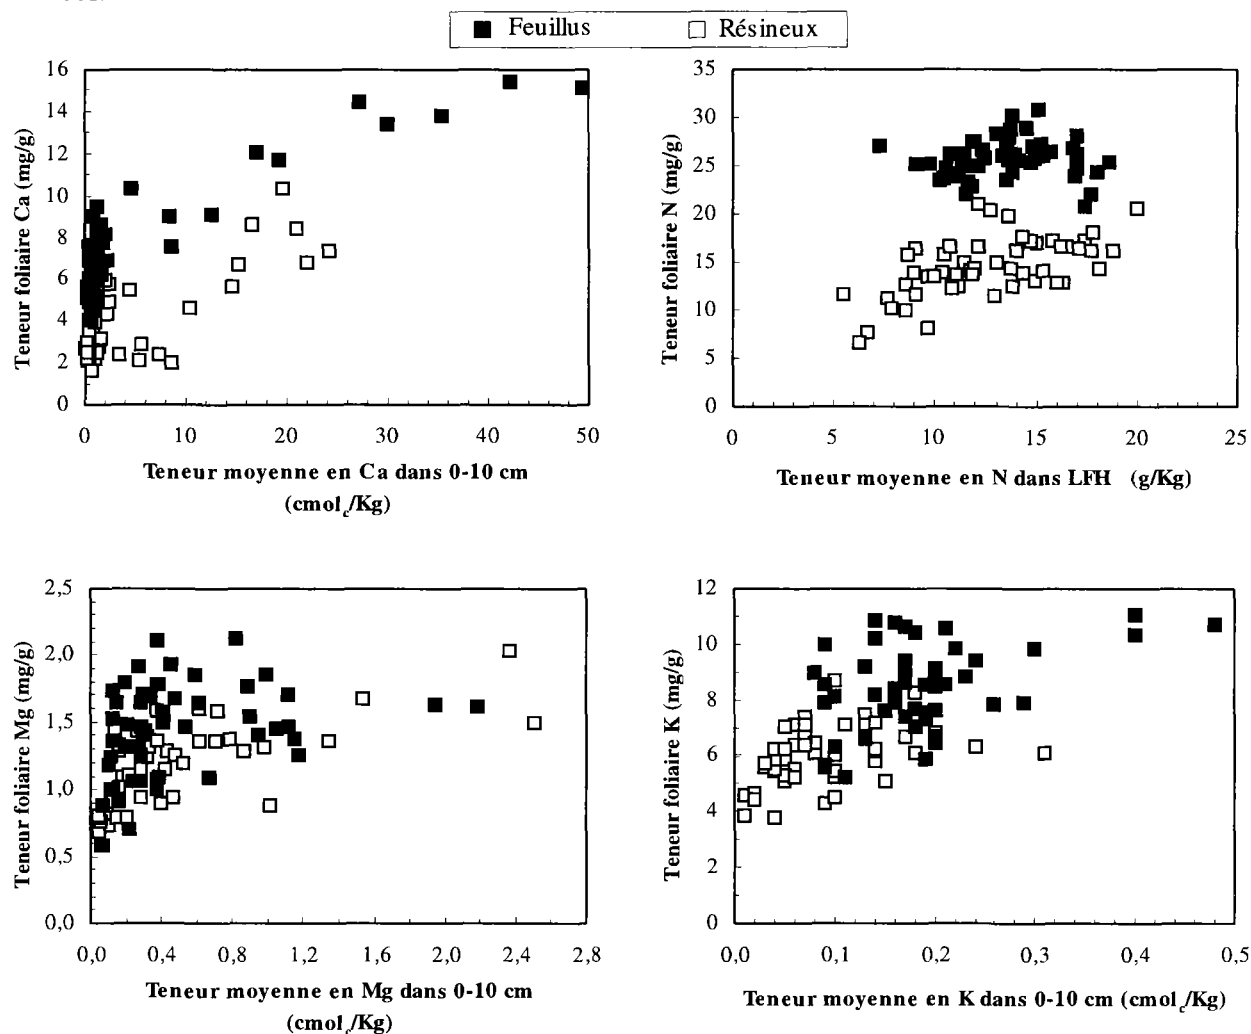 Feuillus
Résineux
Teneur foliaire Ca (mg/g)
16
14
12
10
8
6
4
2
0
0 10 20 30 40 50
Teneur moyenne en Ca dans 0-10 cm
(cmolc/Kg)
Teneur foliaire N (mg/g)
35
30
25
20
15
10
5
0
0 5 10 15 20 25
Teneur moyenne en N dans LFH (g/Kg)
Teneur foliaire Mg (mg/g)
2,5
2,0
1,5
1,0
0,5
0,0
0,0 0,4 0,8 1,2 1,6 2,0 2,4 2,8
Teneur moyenne en Mg dans 0-10 cm
(cmolc/Kg)
Teneur foliaire K (mg/g)
12
10
8
6
4
2
0
0,0 0,1 0,2 0,3 0,4 0,5
Teneur moyenne en K dans 0-10 cm (cmolc/Kg)